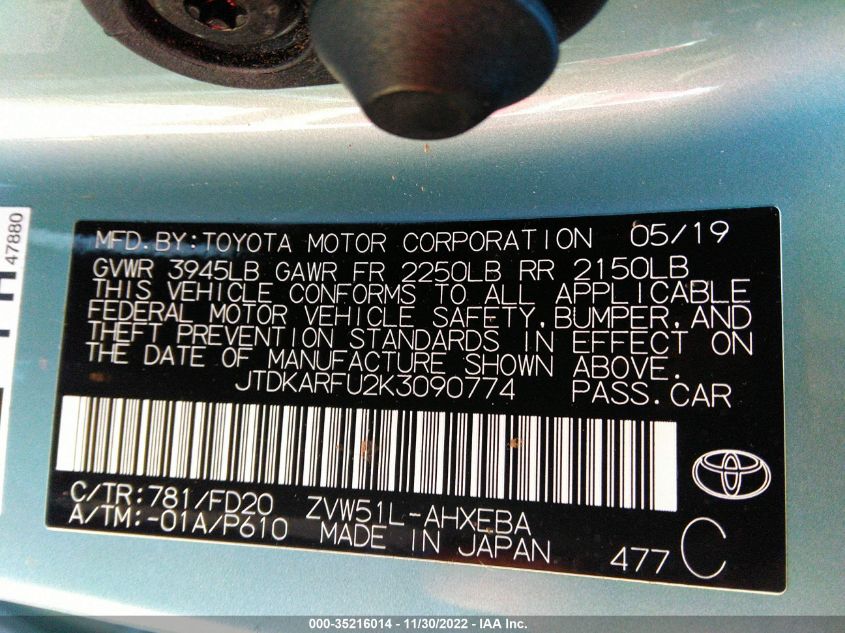 47880
MFD.BY:TOYOTA MOTOR CORPORATION 05/19
GVWR 3945LB GAWR FR 2250LB RR 2150LB
THIS VEHICLE CONFORMS TO ALL APPLICABLE
FEDERAL MOTOR VEHICLE SAFETY,BUMPER,AND
THEFT PREVENTION STANDARDS IN EFFECT ON
THE DATE OF MANUFACTURE SHOWN ABOVE.
JTDKARFU2K3090774 PASS.CAR
C/TR:781/FD20 ZVW51L-AHXEBA
A/TM:-01A/P610 MADE IN JAPAN 477 C
000-35216014 - 11/30/2022 - IAA Inc.